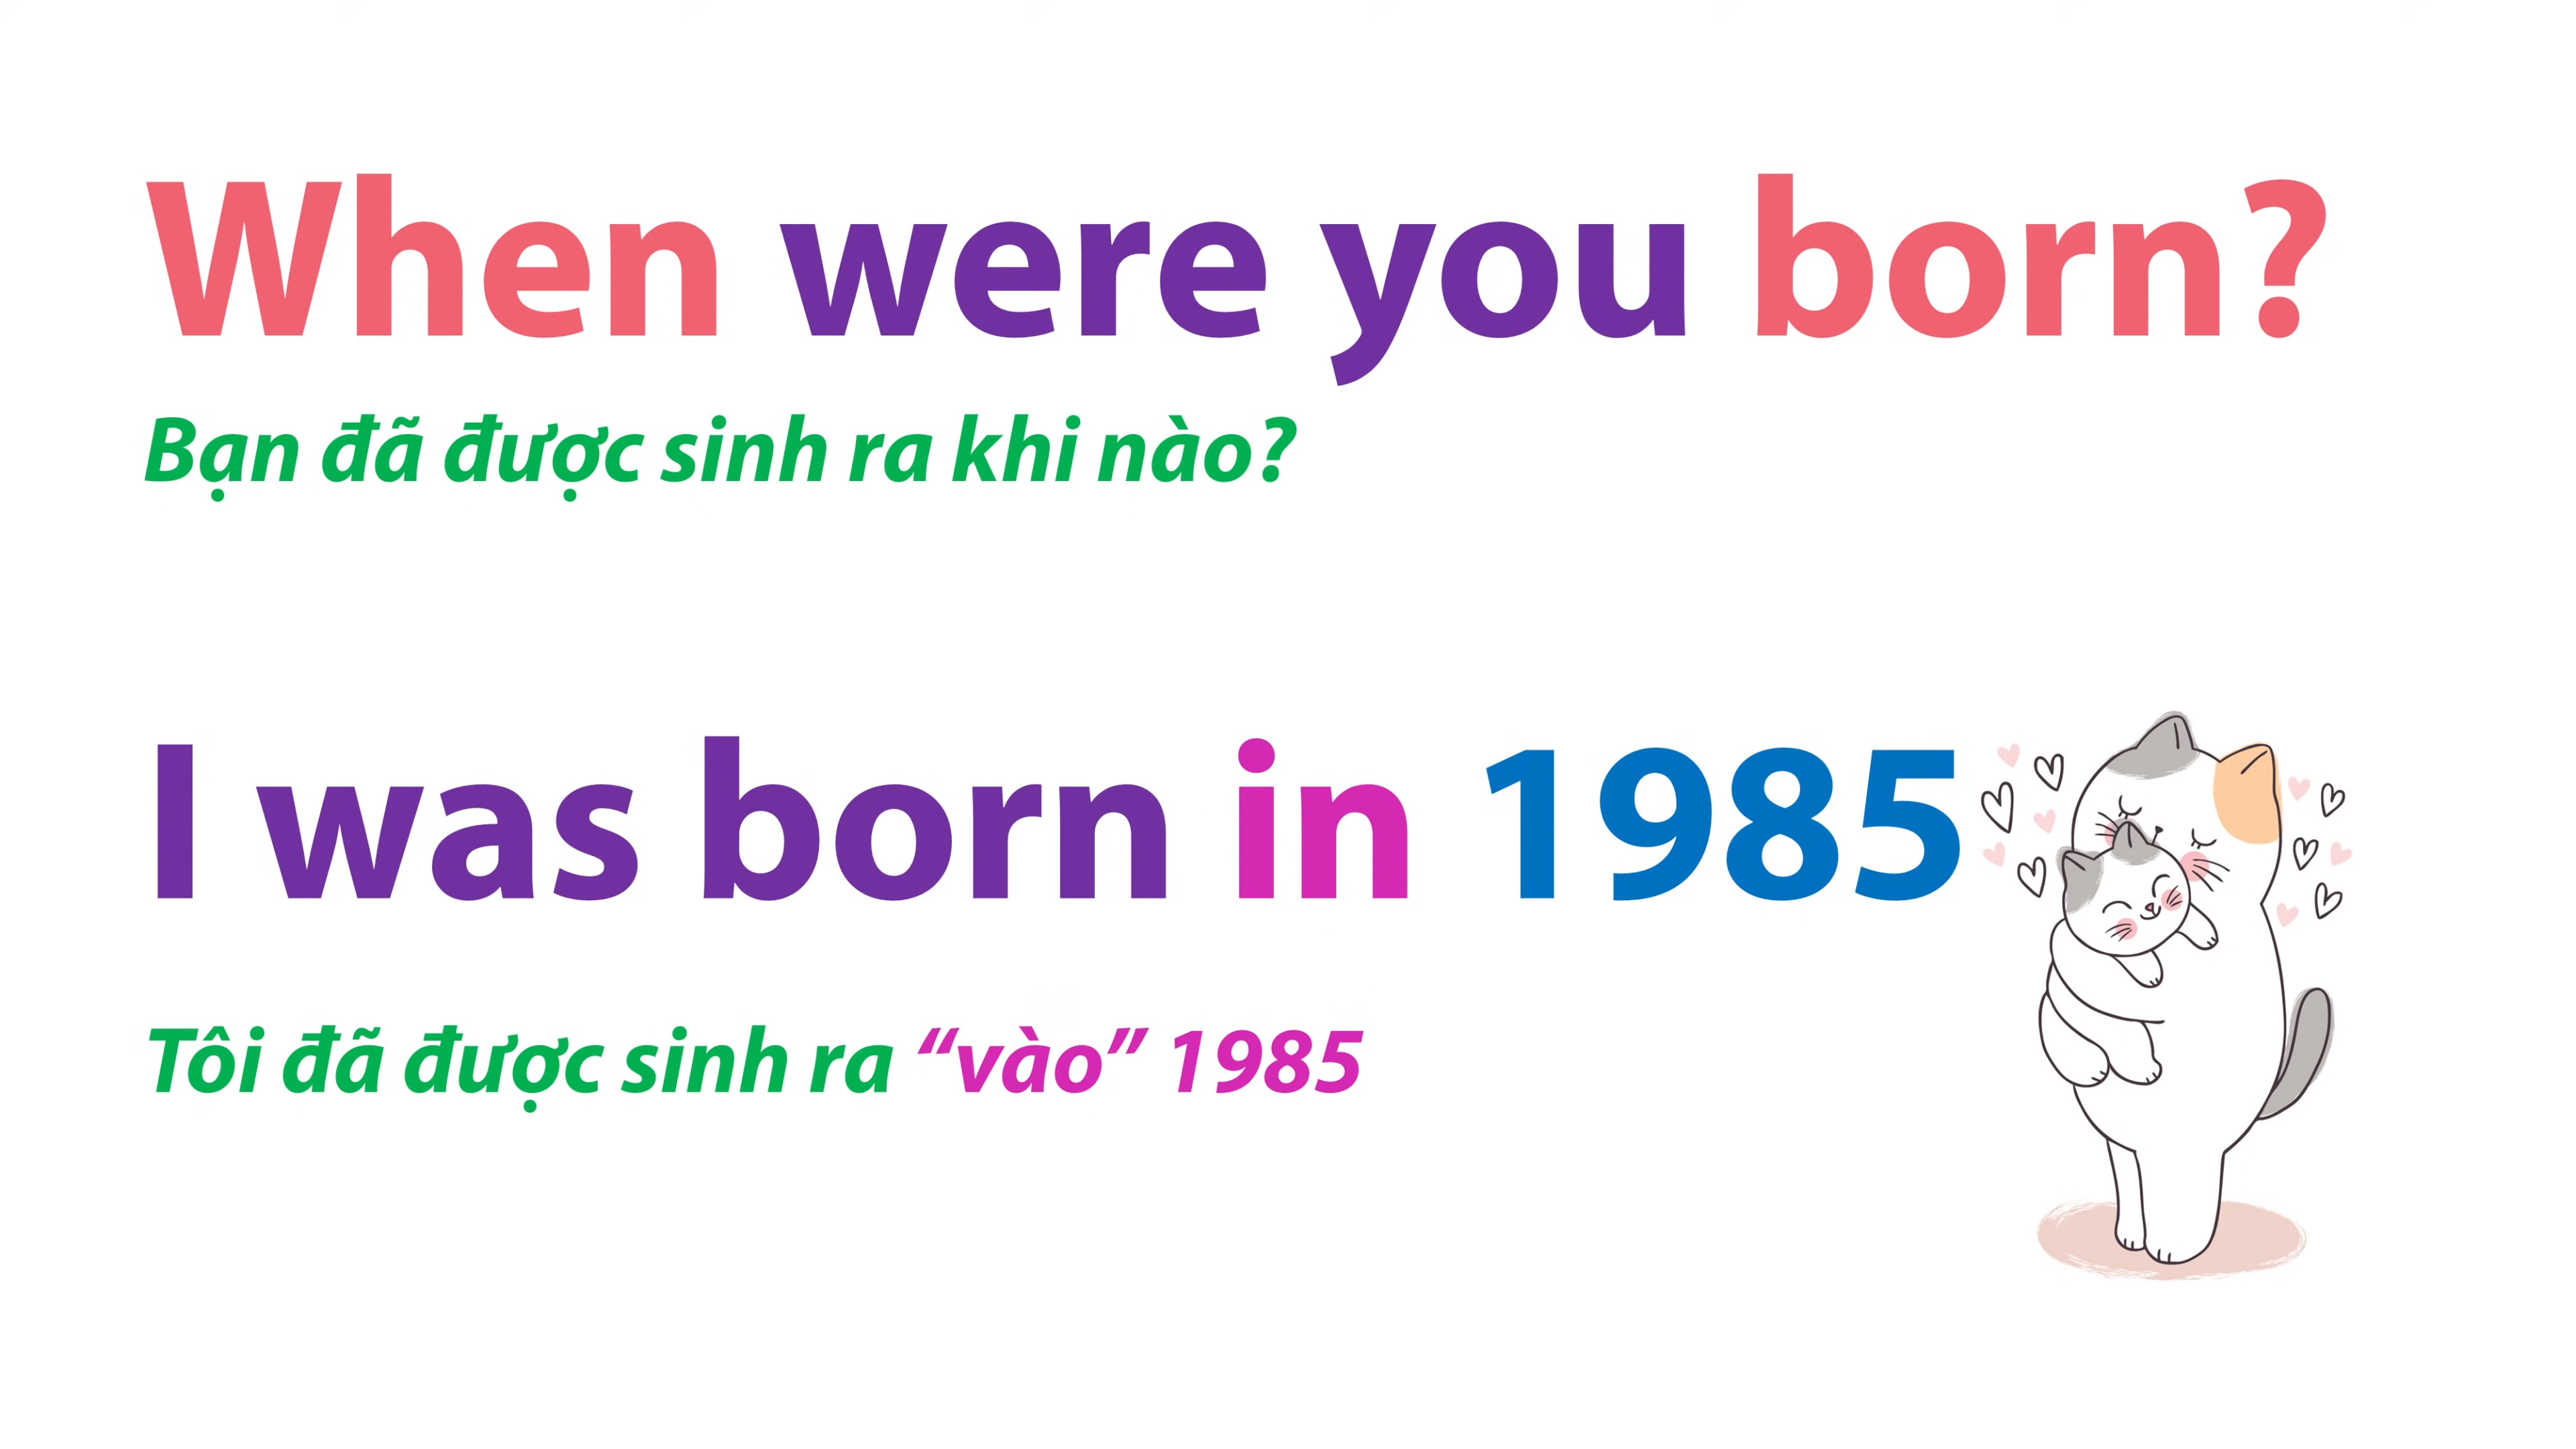 When were you born?
Bạn đã được sinh ra khi nào?
I was born in 1985
Tôi đã được sinh ra “vào” 1985